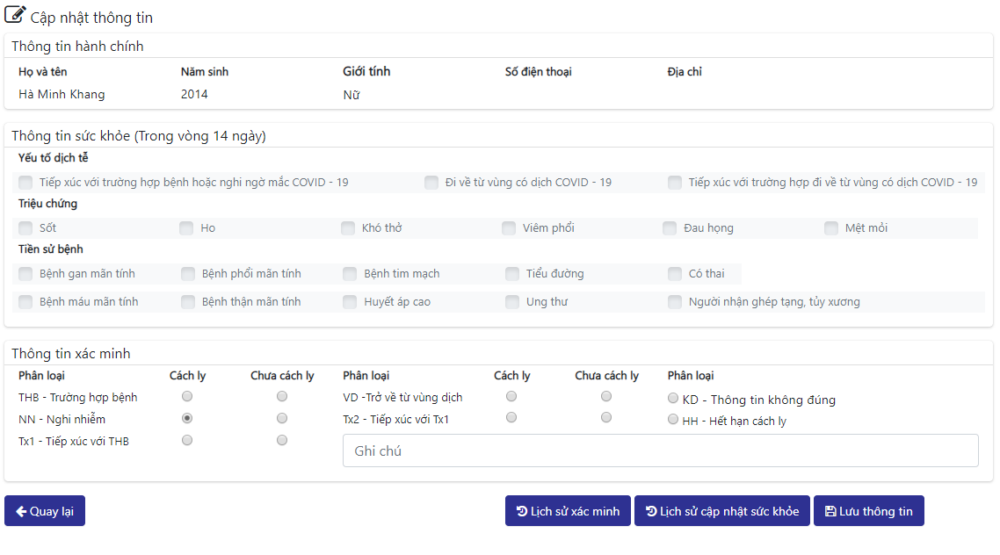 Cập nhật thông tin
Thông tin hành chính
Họ và tên Năm sinh Giới tính Số điện thoại Địa chỉ
Hà Minh Khang 2014 Nữ
Thông tin sức khỏe (Trong vòng 14 ngày)
Yếu tố dịch tễ
Tiếp xúc với trường hợp bệnh hoặc nghi ngờ mắc COVID - 19 Đi về từ vùng có dịch COVID - 19 Tiếp xúc với trường hợp đi về từ vùng có dịch COVID - 19
Triệu chứng
Sốt Ho Khó thở Viêm phổi Đau họng Mệt mỏi
Tiền sử bệnh
Bệnh gan mãn tính Bệnh phổi mãn tính Bệnh tim mạch Tiểu đường Có thai
Bệnh máu mãn tính Bệnh thận mãn tính Huyết áp cao Ung thư Người nhận ghép tạng, tủy xương
Thông tin xác minh
Phân loại Cách ly Chưa cách ly Phân loại Cách ly Chưa cách ly Phân loại
THB - Trường hợp bệnh VD -Trở về từ vùng dịch KD - Thông tin không đúng
NN - Nghi nhiễm Tx2 - Tiếp xúc với Tx1 HH - Hết hạn cách ly
Tx1 - Tiếp xúc với THB
Ghi chú
Quay lại Lịch sử xác minh Lịch sử cập nhật sức khỏe Lưu thông tin